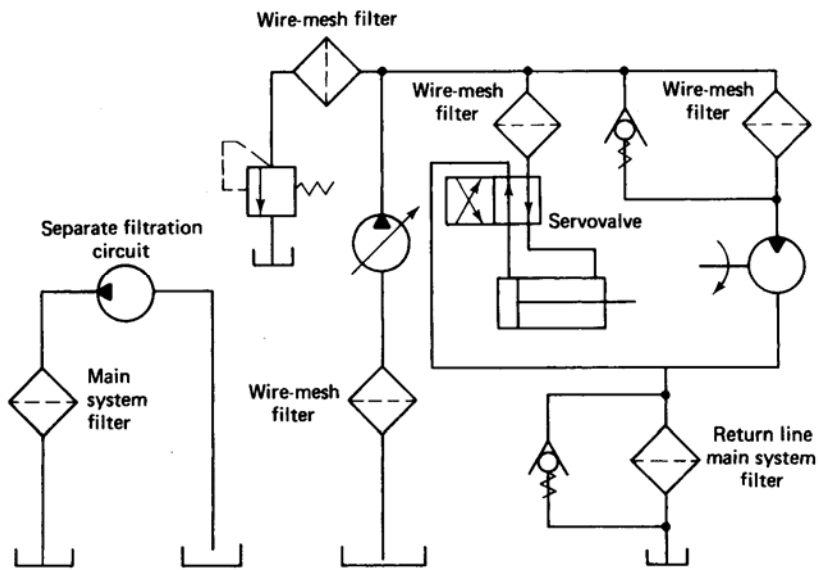 Wire-mesh filter
Wire-mesh
filter
Wire-mesh
filter
Separate filtration
circuit
Servovalve
Main
system
filter
Wire-mesh
filter
Return line
main system
filter